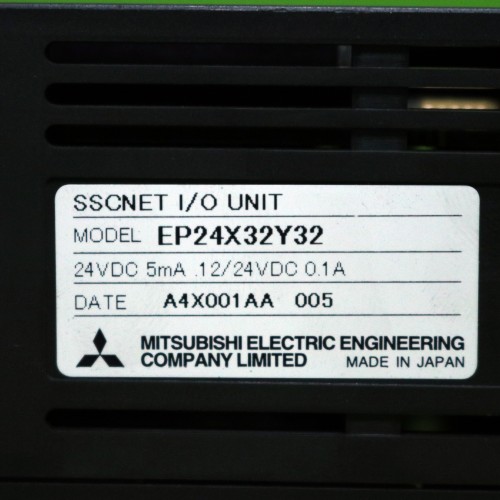 SSCNET I/O UNIT
MODEL EP24X32Y32
24VDC 5mA .12/24VDC 0.1A
DATE A4X001AA 005
MITSUBISHI ELECTRIC ENGINEERING
COMPANY LIMITED MADE IN JAPAN